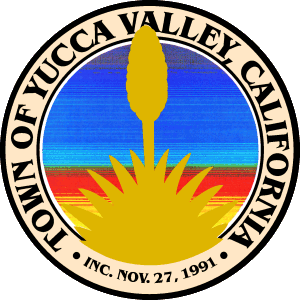 TOWN OF YUCCA VALLEY, CALIFORNIA
• INC. NOV. 27, 1991 •